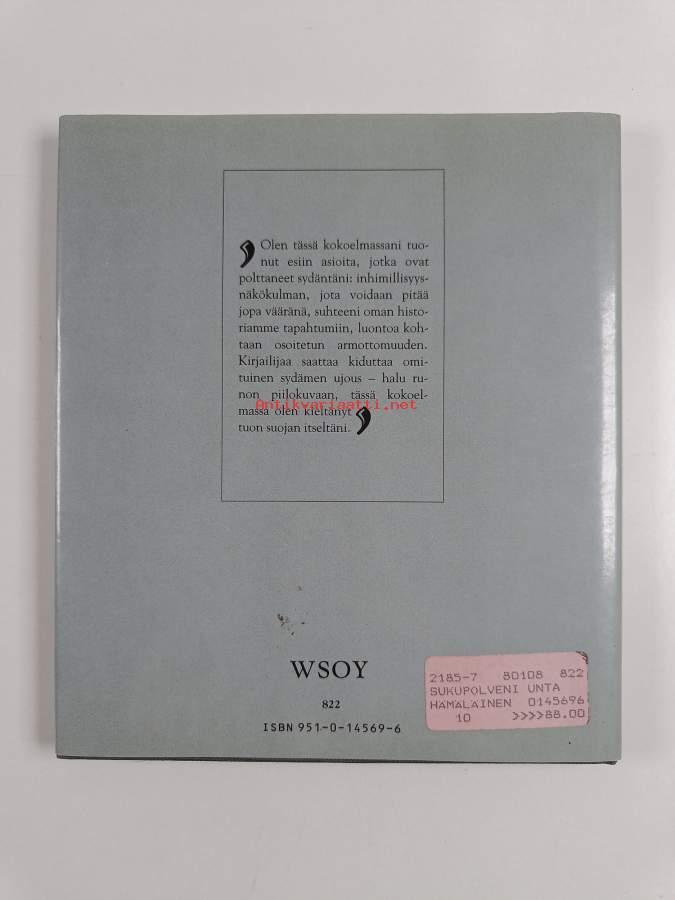 ❜ Olen tässä kokoelmassani tuo-
nut esiin asioita, jotka ovat
polttaneet sydäntäni: inhimillisyys-
näkökulman, jota voidaan pitää
jopa vääränä, suhteeni oman histo-
riamme tapahtumiin, luontoa koh-
taan osoitetun armottomuuden.
Kirjailijaa saattaa kiduttaa omi-
tuinen sydämen ujous – halu ru-
non piilokuvaan, tässä kokoel-
Antikvariaatti.net
massa olen kieltänyt
tuon suojan itseltäni. ❜
WSOY
822
ISBN 951-0-14569-6
2185-7 80108 822
SUKUPOLVENI UNTA
HÄMÄLÄINEN 0145696
10 >>>>88.00